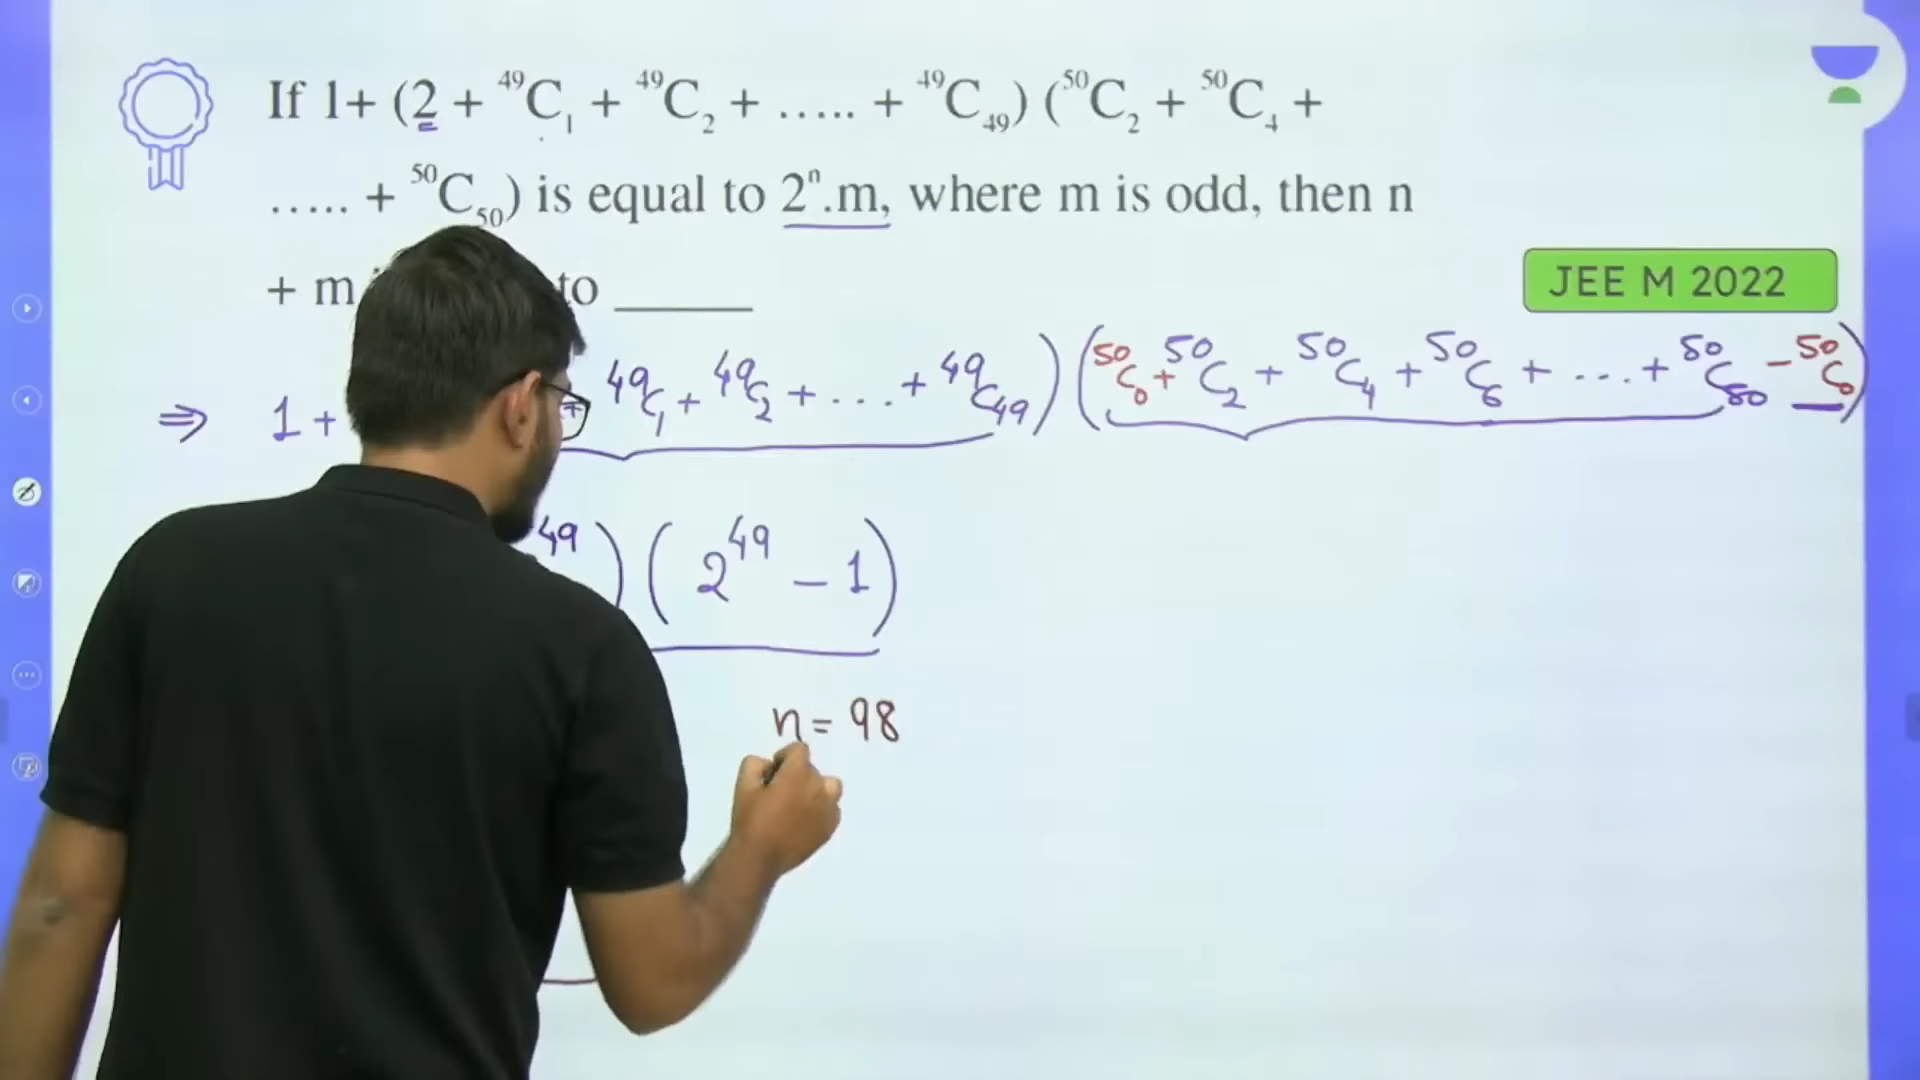 If 1+ (2 + ⁴⁹C₁ + ⁴⁹C₂ + ..... + ⁴⁹C₄₉) (⁵⁰C₂ + ⁵⁰C₄ +
..... + ⁵⁰C₅₀) is equal to 2ⁿ.m, where m is odd, then n
+ m to ______
JEE M 2022
⇒ 1 + + ⁴⁹C₁ + ⁴⁹C₂ + ... + ⁴⁹C₄₉) (⁵⁰C₀ + ⁵⁰C₂ + ⁵⁰C₄ + ⁵⁰C₆ + ... + ⁵⁰C₅₀ - ⁵⁰C₀)
49) (2⁴⁹ - 1)
n = 98